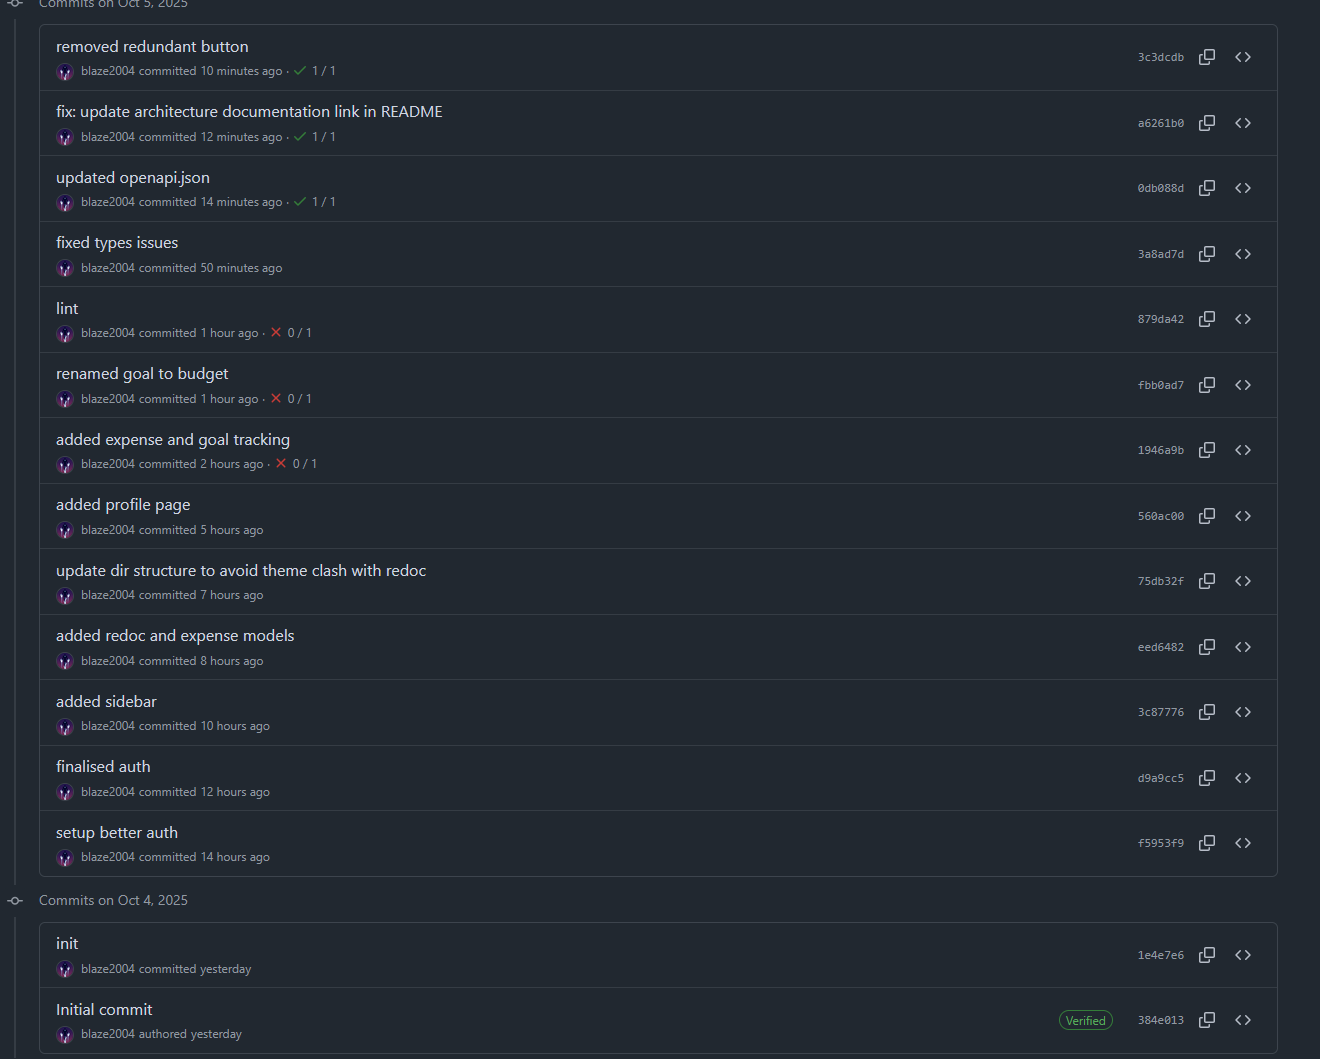 Commits on Oct 5, 2025
removed redundant button
3c3dcdb
blaze2004 committed 10 minutes ago · 1 / 1
fix: update architecture documentation link in README
a6261b0
blaze2004 committed 12 minutes ago · 1 / 1
updated openapi.json
0db088d
blaze2004 committed 14 minutes ago · 1 / 1
fixed types issues
3a8ad7d
blaze2004 committed 50 minutes ago
lint
879da42
blaze2004 committed 1 hour ago · 0 / 1
renamed goal to budget
fbb0ad7
blaze2004 committed 1 hour ago · 0 / 1
added expense and goal tracking
1946a9b
blaze2004 committed 2 hours ago · 0 / 1
added profile page
560ac00
blaze2004 committed 5 hours ago
update dir structure to avoid theme clash with redoc
75db32f
blaze2004 committed 7 hours ago
added redoc and expense models
eed6482
blaze2004 committed 8 hours ago
added sidebar
3c87776
blaze2004 committed 10 hours ago
finalised auth
d9a9cc5
blaze2004 committed 12 hours ago
setup better auth
f5953f9
blaze2004 committed 14 hours ago
Commits on Oct 4, 2025
init
1e4e7e6
blaze2004 committed yesterday
Initial commit
Verified 384e013
blaze2004 authored yesterday